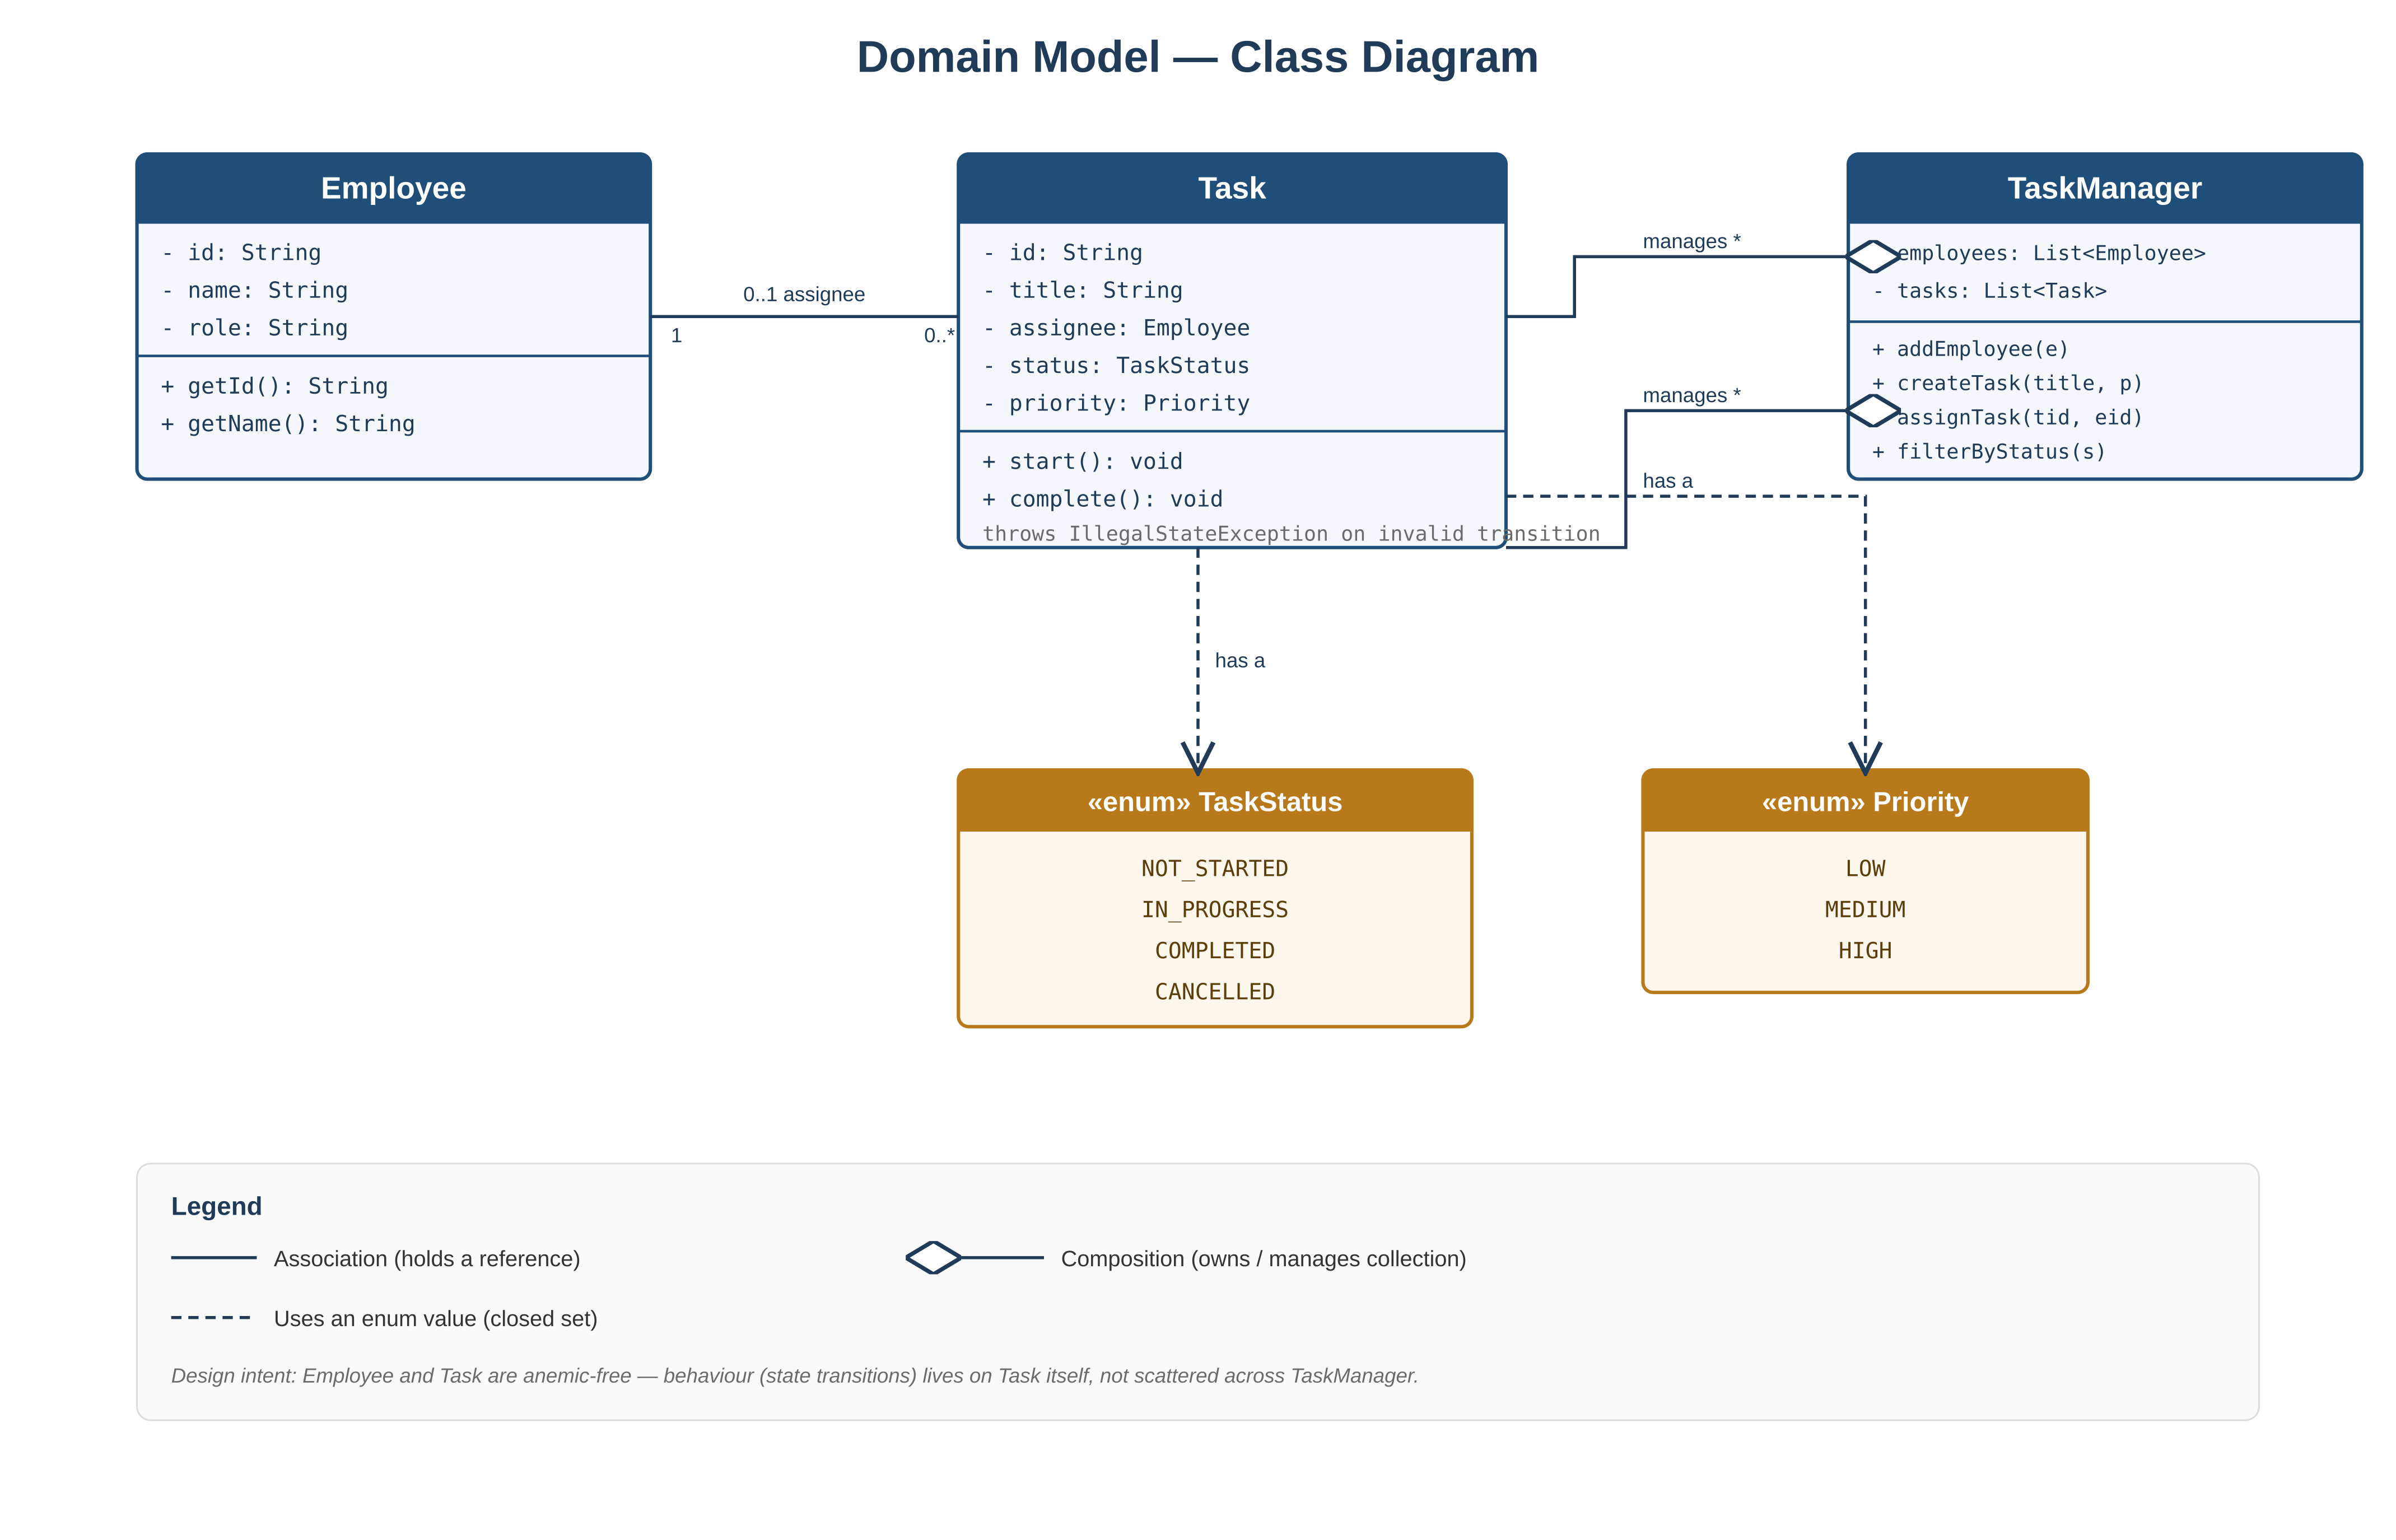 Domain Model — Class Diagram
Employee
- id: String
- name: String
- role: String
+ getId(): String
+ getName(): String
0..1 assignee
1
0..*
Task
- id: String
- title: String
- assignee: Employee
- status: TaskStatus
- priority: Priority
+ start(): void
+ complete(): void
throws IllegalStateException on invalid transition
manages *
manages *
has a
TaskManager
employees: List<Employee>
- tasks: List<Task>
+ addEmployee(e)
+ createTask(title, p)
assignTask(tid, eid)
+ filterByStatus(s)
has a
«enum» TaskStatus
NOT_STARTED
IN_PROGRESS
COMPLETED
CANCELLED
«enum» Priority
LOW
MEDIUM
HIGH
Legend
Association (holds a reference)
Composition (owns / manages collection)
Uses an enum value (closed set)
Design intent: Employee and Task are anemic-free — behaviour (state transitions) lives on Task itself, not scattered across TaskManager.